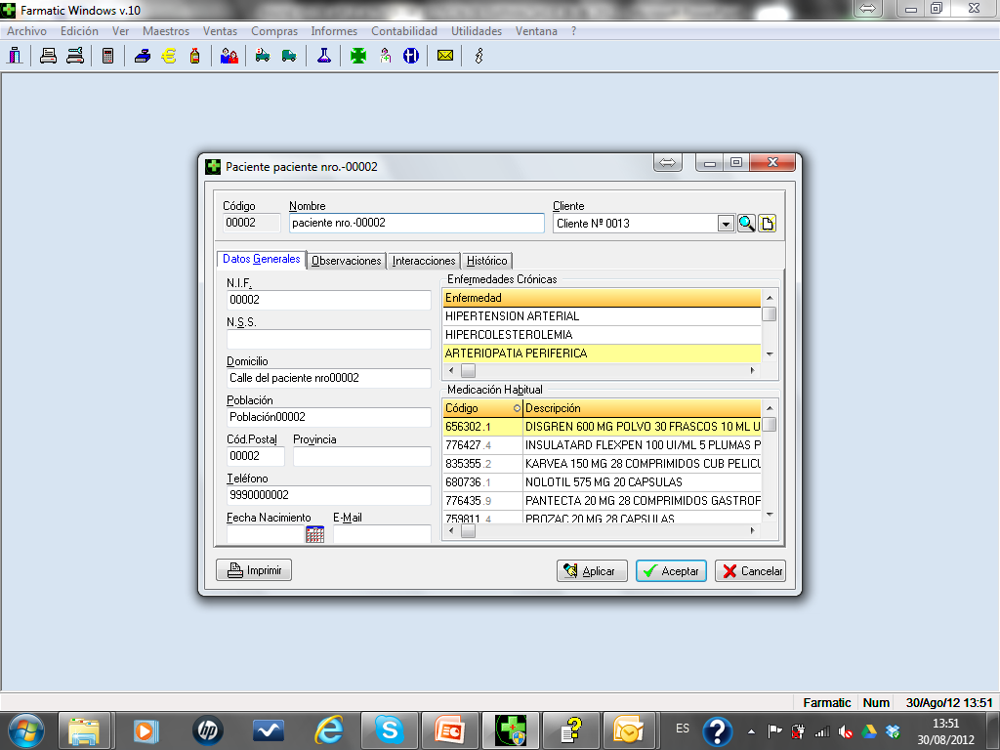 Farmatic Windows v.10
Archivo Edición Ver Maestros Ventas Compras Informes Contabilidad Utilidades Ventana ?
Paciente paciente nro.-00002
Código Nombre Cliente
00002 paciente nro.-00002 Cliente Nº 0013
Datos Generales Observaciones Interacciones Histórico
N.I.F.
00002
N.S.S.
Domicilio
Calle del paciente nro00002
Población
Población00002
Cód.Postal Provincia
00002
Teléfono
9990000002
Fecha Nacimiento E-Mail
Enfermedades Crónicas
Enfermedad
HIPERTENSION ARTERIAL
HIPERCOLESTEROLEMIA
ARTERIOPATIA PERIFERICA
Medicación Habitual
Código Descripción
656302.1 DISGREN 600 MG POLVO 30 FRASCOS 10 ML U
776427.4 INSULATARD FLEXPEN 100 UI/ML 5 PLUMAS P
835355.2 KARVEA 150 MG 28 COMPRIMIDOS CUB PELICU
680736.1 NOLOTIL 575 MG 20 CAPSULAS
776435.9 PANTECTA 20 MG 28 COMPRIMIDOS GASTROF
759811.4 PROZAC 20 MG 28 CAPSULAS
Imprimir Aplicar Aceptar Cancelar
Farmatic Num 30/Ago/12 13:51
ES 13:51
30/08/2012